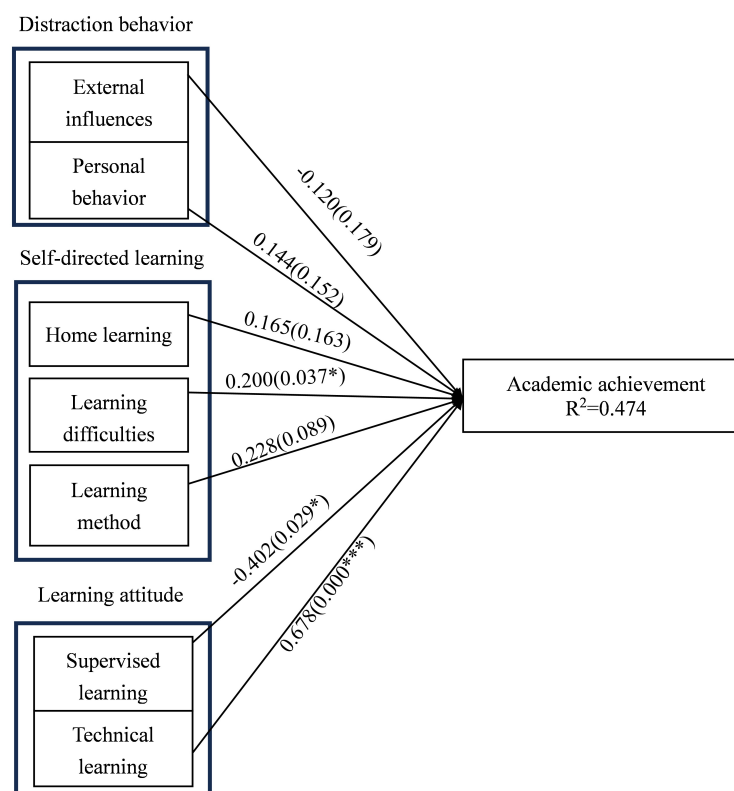 Distraction behavior
External
influences
Personal
behavior
-0.120(0.179)
0.144(0.152)
Self-directed learning
Home learning
0.165(0.163)
Learning
difficulties
0.200(0.037*)
Learning
method
0.228(0.089)
Academic achievement
R²=0.474
Learning attitude
Supervised
learning
-0.402(0.029*)
Technical
learning
0.678(0.000***)